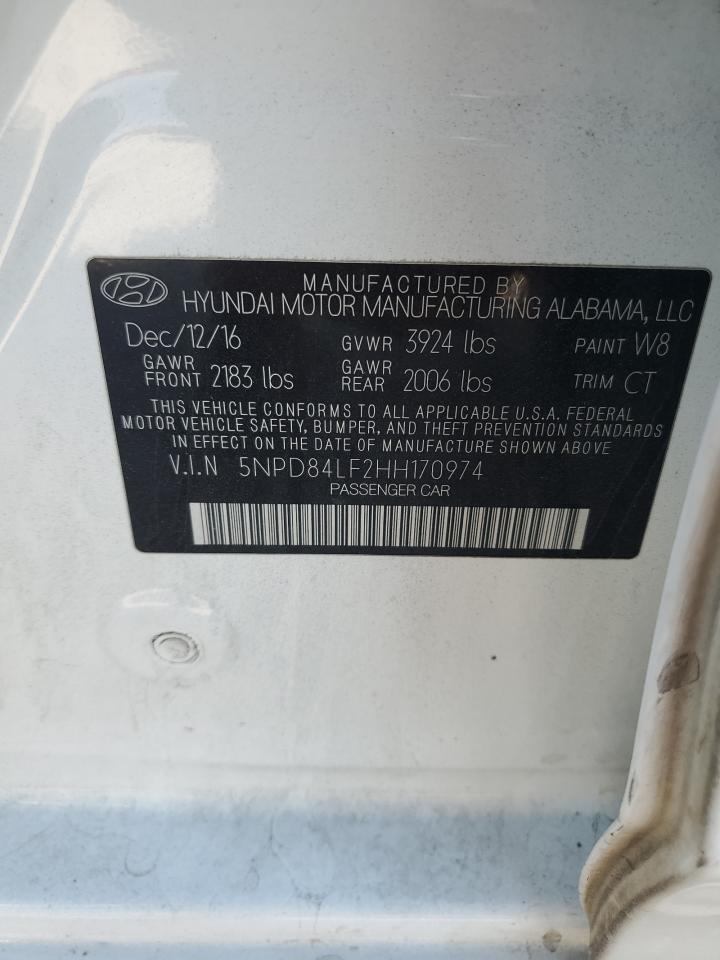 MANUFACTURED BY
HYUNDAI MOTOR MANUFACTURING ALABAMA, LLC
Dec/12/16 GVWR 3924 lbs PAINT W8
GAWR FRONT 2183 lbs GAWR REAR 2006 lbs TRIM CT
THIS VEHICLE CONFORMS TO ALL APPLICABLE U.S.A. FEDERAL
MOTOR VEHICLE SAFETY, BUMPER, AND THEFT PREVENTION STANDARDS
IN EFFECT ON THE DATE OF MANUFACTURE SHOWN ABOVE
V.I.N 5NPD84LF2HH170974
PASSENGER CAR